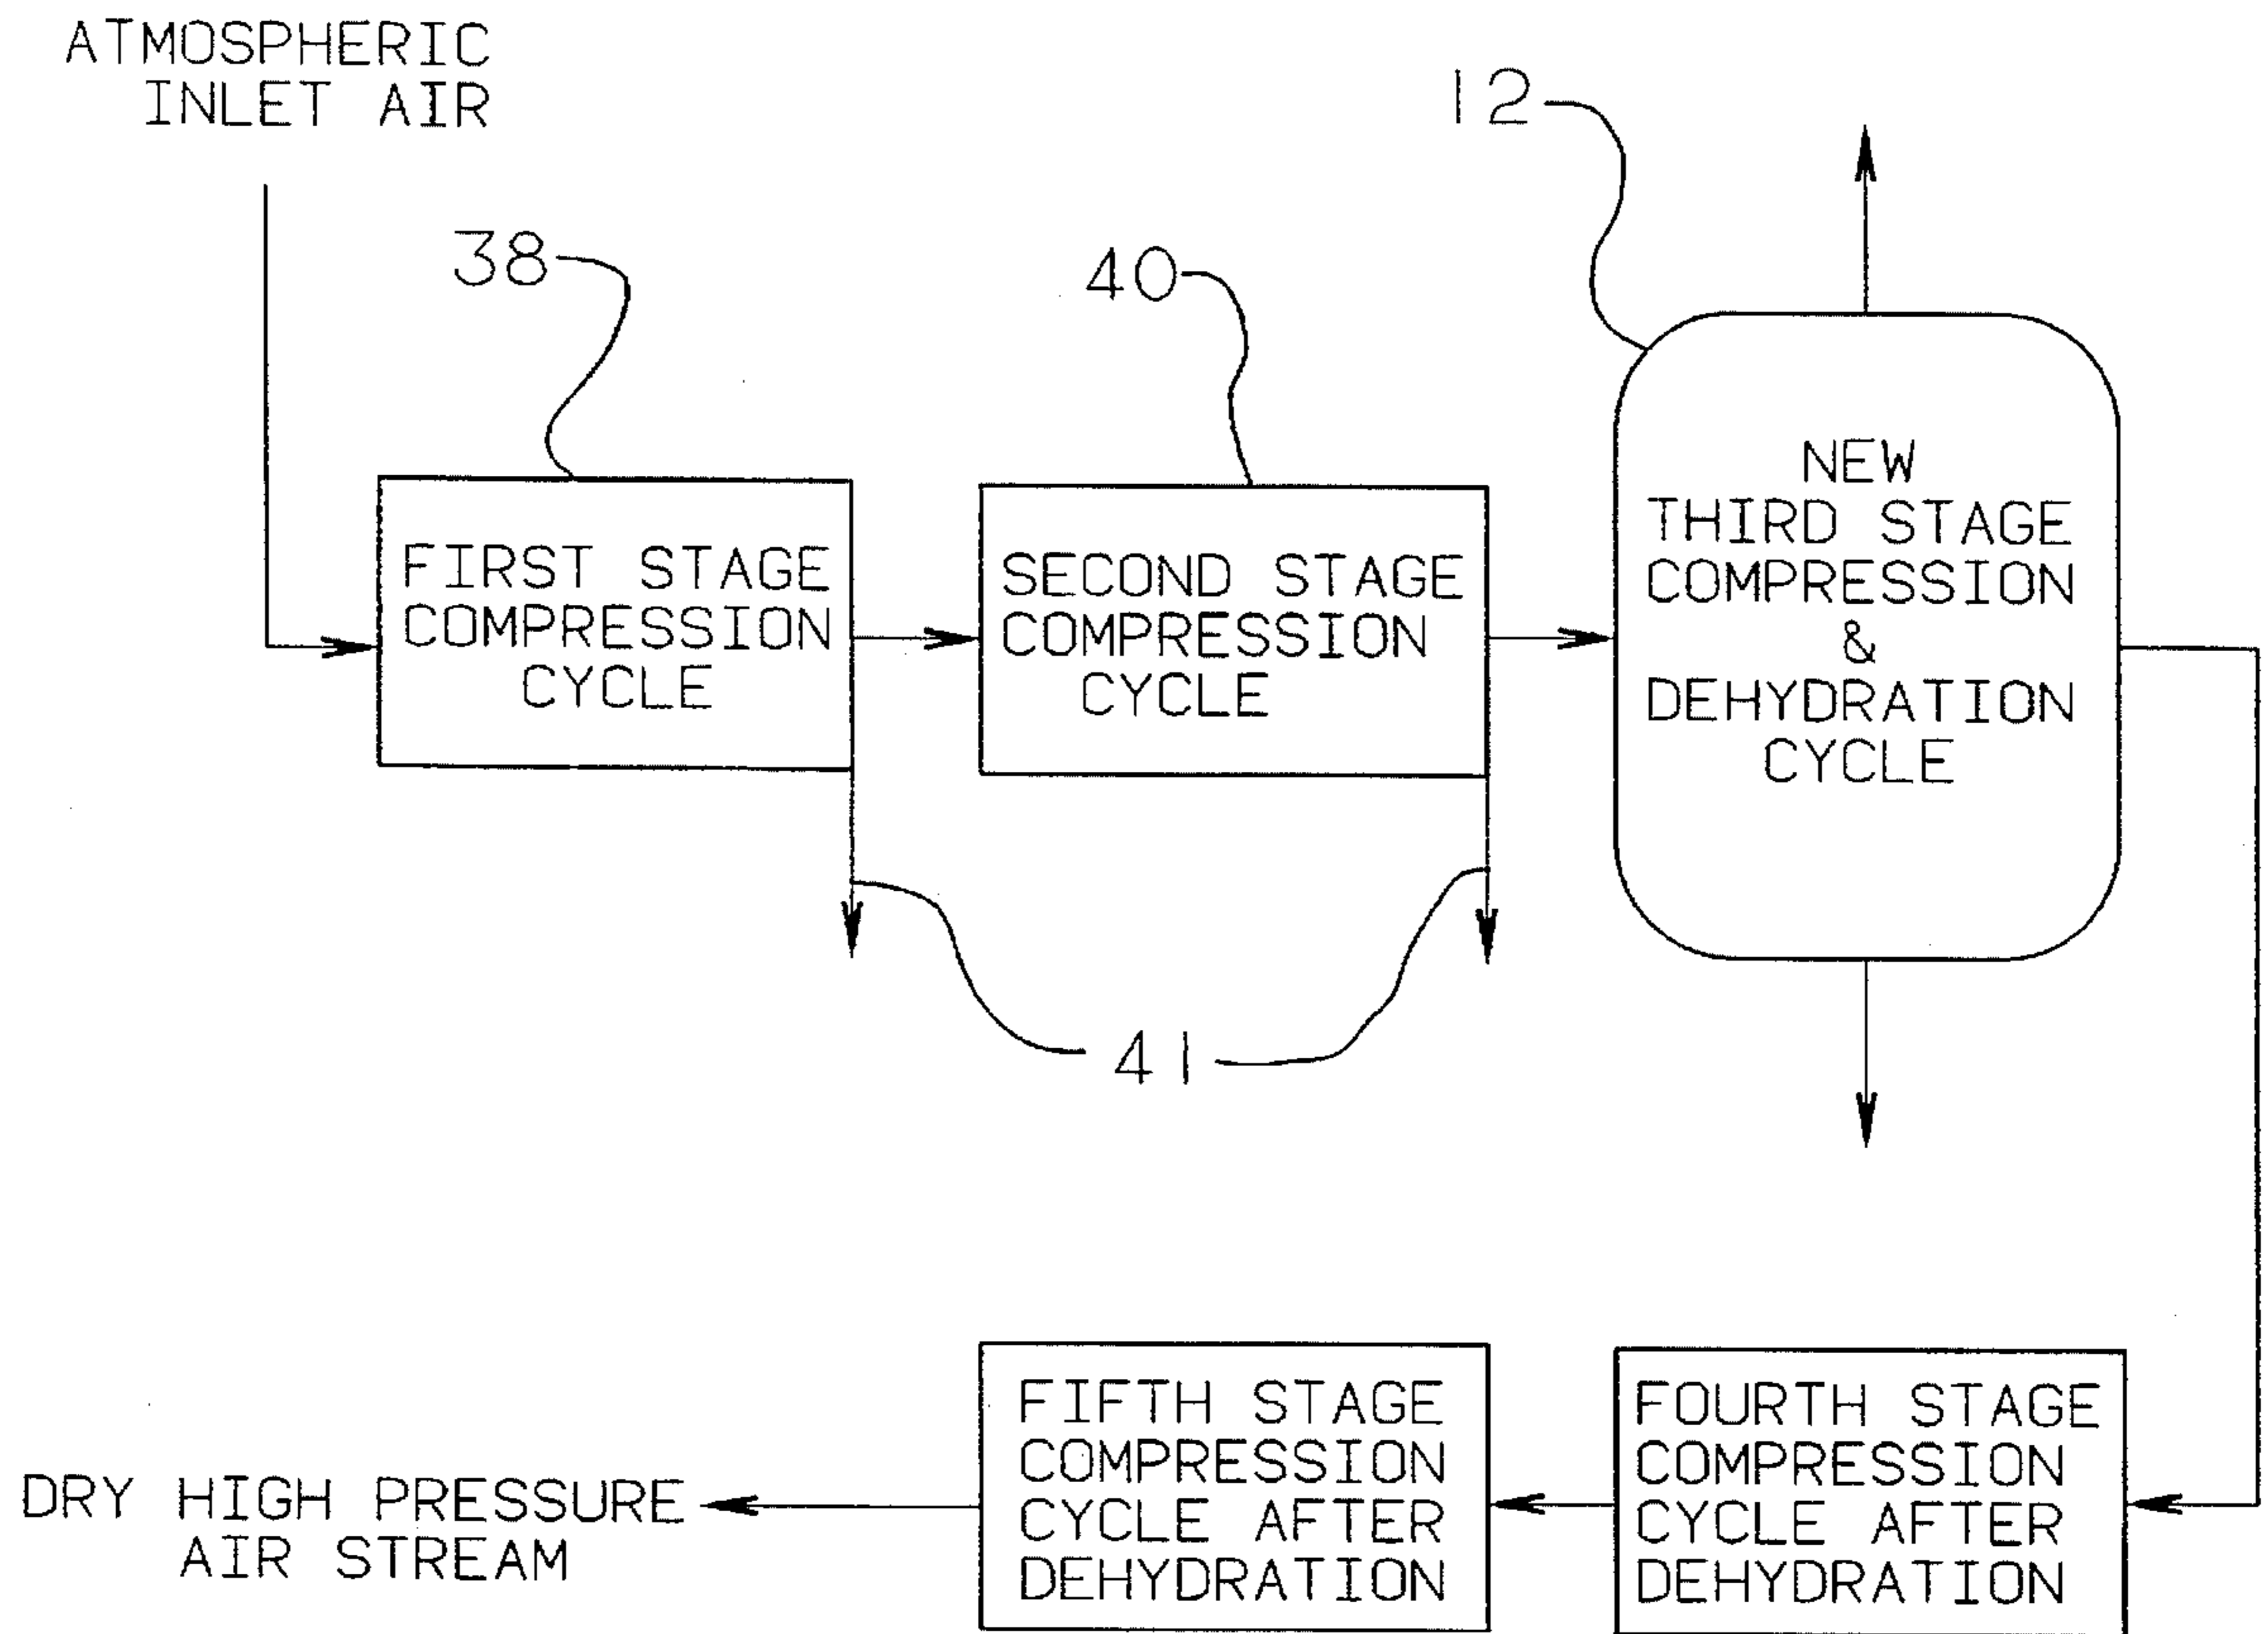 ATMOSPHERIC
INLET AIR
12
38
40
FIRST STAGE
COMPRESSION
CYCLE
SECOND STAGE
COMPRESSION
CYCLE
NEW
THIRD STAGE
COMPRESSION
&
DEHYDRATION
CYCLE
41
DRY HIGH PRESSURE
AIR STREAM
FIFTH STAGE
COMPRESSION
CYCLE AFTER
DEHYDRATION
FOURTH STAGE
COMPRESSION
CYCLE AFTER
DEHYDRATION